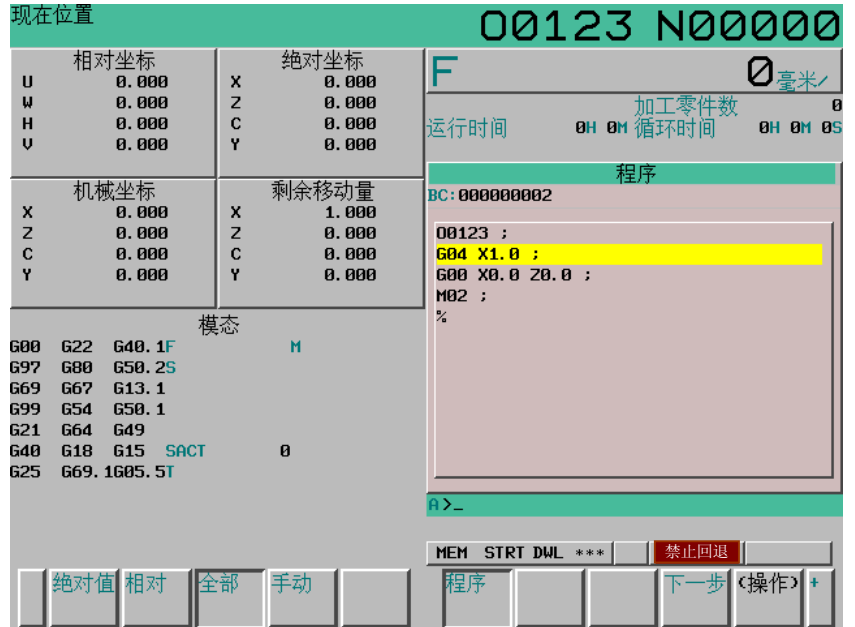 现在位置
O0123 N00000
相对坐标
U 0.000
W 0.000
H 0.000
V 0.000
绝对坐标
X 0.000
Z 0.000
C 0.000
Y 0.000
机械坐标
X 0.000
Z 0.000
C 0.000
Y 0.000
剩余移动量
X 1.000
Z 0.000
C 0.000
Y 0.000
模态
G00 G22 G40.1F M
G97 G80 G50.2S
G69 G67 G13.1
G99 G54 G50.1
G21 G64 G49
G40 G18 G15 SACT 0
G25 G69.1G05.5T
F 0毫米/
加工零件数 0
运行时间 0H 0M循环时间 0H 0M 0S
程序
BC:000000002
O0123 ;
G04 X1.0 ;
G00 X0.0 Z0.0 ;
M02 ;
%
A>_
MEM STRT DWL *** 禁止回退
绝对值 相对 全部 手动 程序 下一步 (操作) +